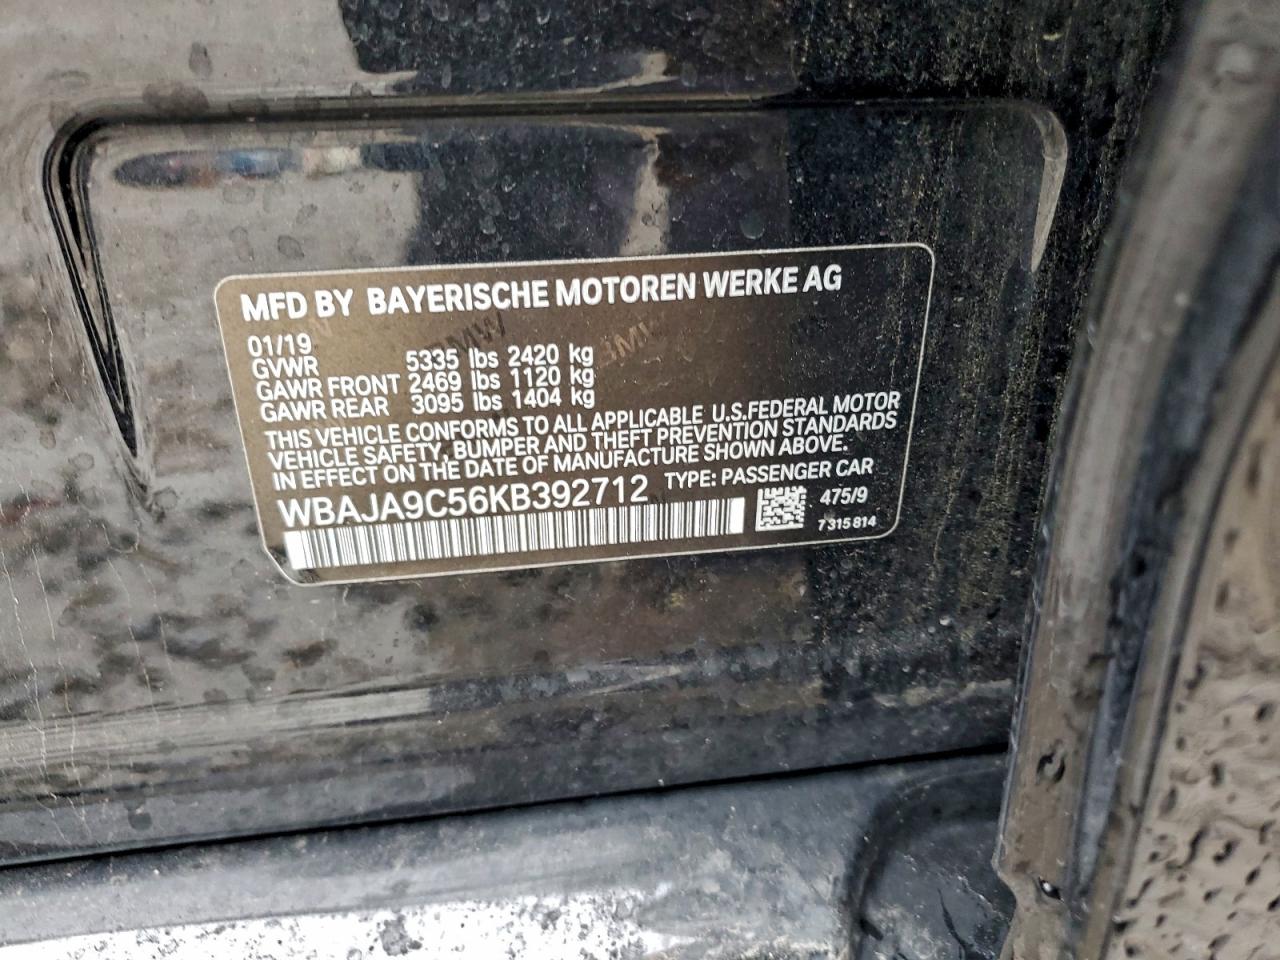 MFD BY BAYERISCHE MOTOREN WERKE AG
01/19
GVWR 5335 lbs 2420 kg
GAWR FRONT 2469 lbs 1120 kg
GAWR REAR 3095 lbs 1404 kg
THIS VEHICLE CONFORMS TO ALL APPLICABLE U.S.FEDERAL MOTOR
VEHICLE SAFETY, BUMPER AND THEFT PREVENTION STANDARDS
IN EFFECT ON THE DATE OF MANUFACTURE SHOWN ABOVE.
WBAJA9C56KB392712 TYPE: PASSENGER CAR
475/9
7 315 814
BMW
BMW